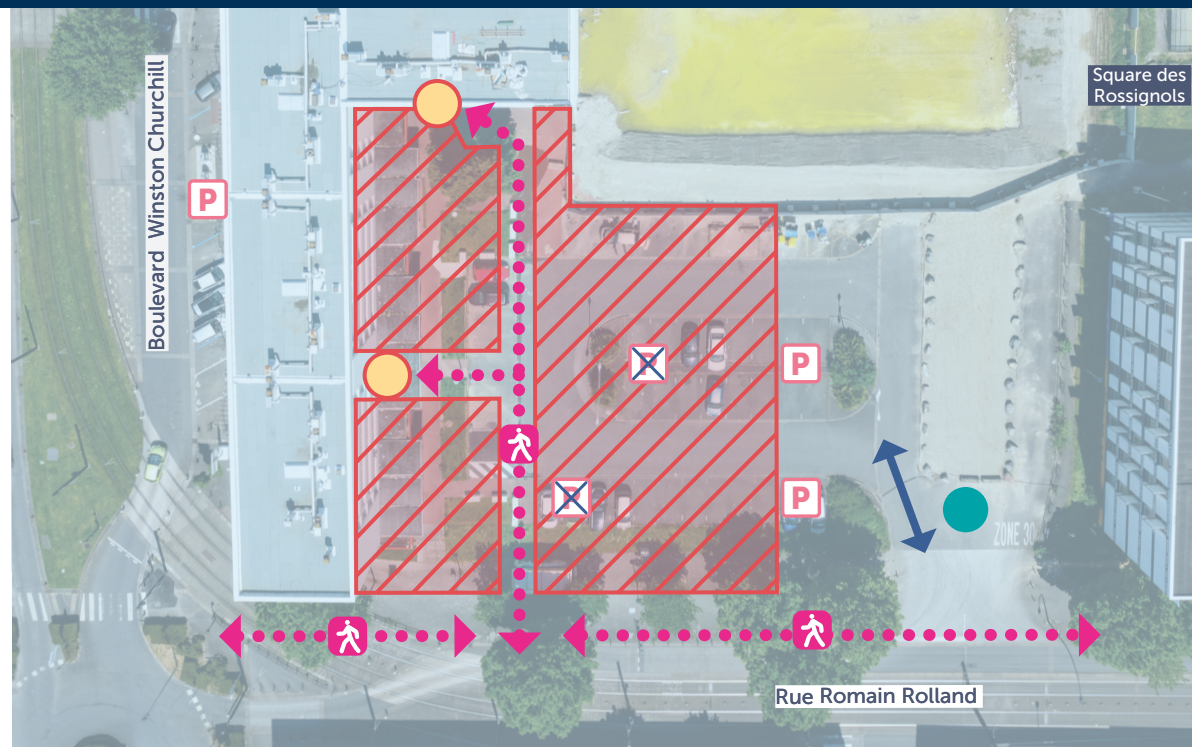 Boulevard Winston Churchill
Square des
Rossignols
P
P
P
P
P
ZONE 30
Rue Romain Rolland